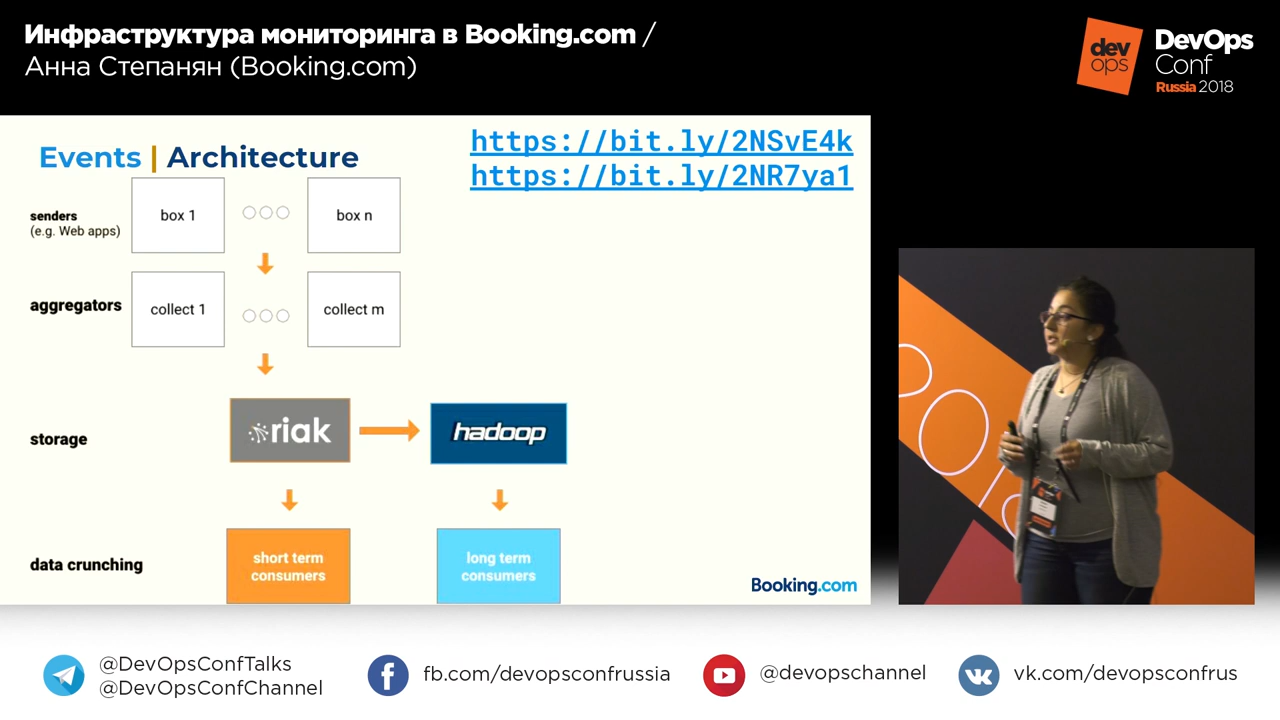 Инфраструктура мониторинга в Booking.com /
Анна Степанян (Booking.com)
dev
ops
DevOps
Conf
Russia 2018
Events | Architecture
https://bit.ly/2NSvE4k
https://bit.ly/2NR7ya1
senders
(e.g. Web apps)
box 1
box n
aggregators
collect 1
collect m
storage
riak
hadoop
data crunching
short term
consumers
long term
consumers
Booking.com
@DevOpsConfTalks
@DevOpsConfChannel
fb.com/devopsconfrussia
@devopschannel
vk.com/devopsconfrus